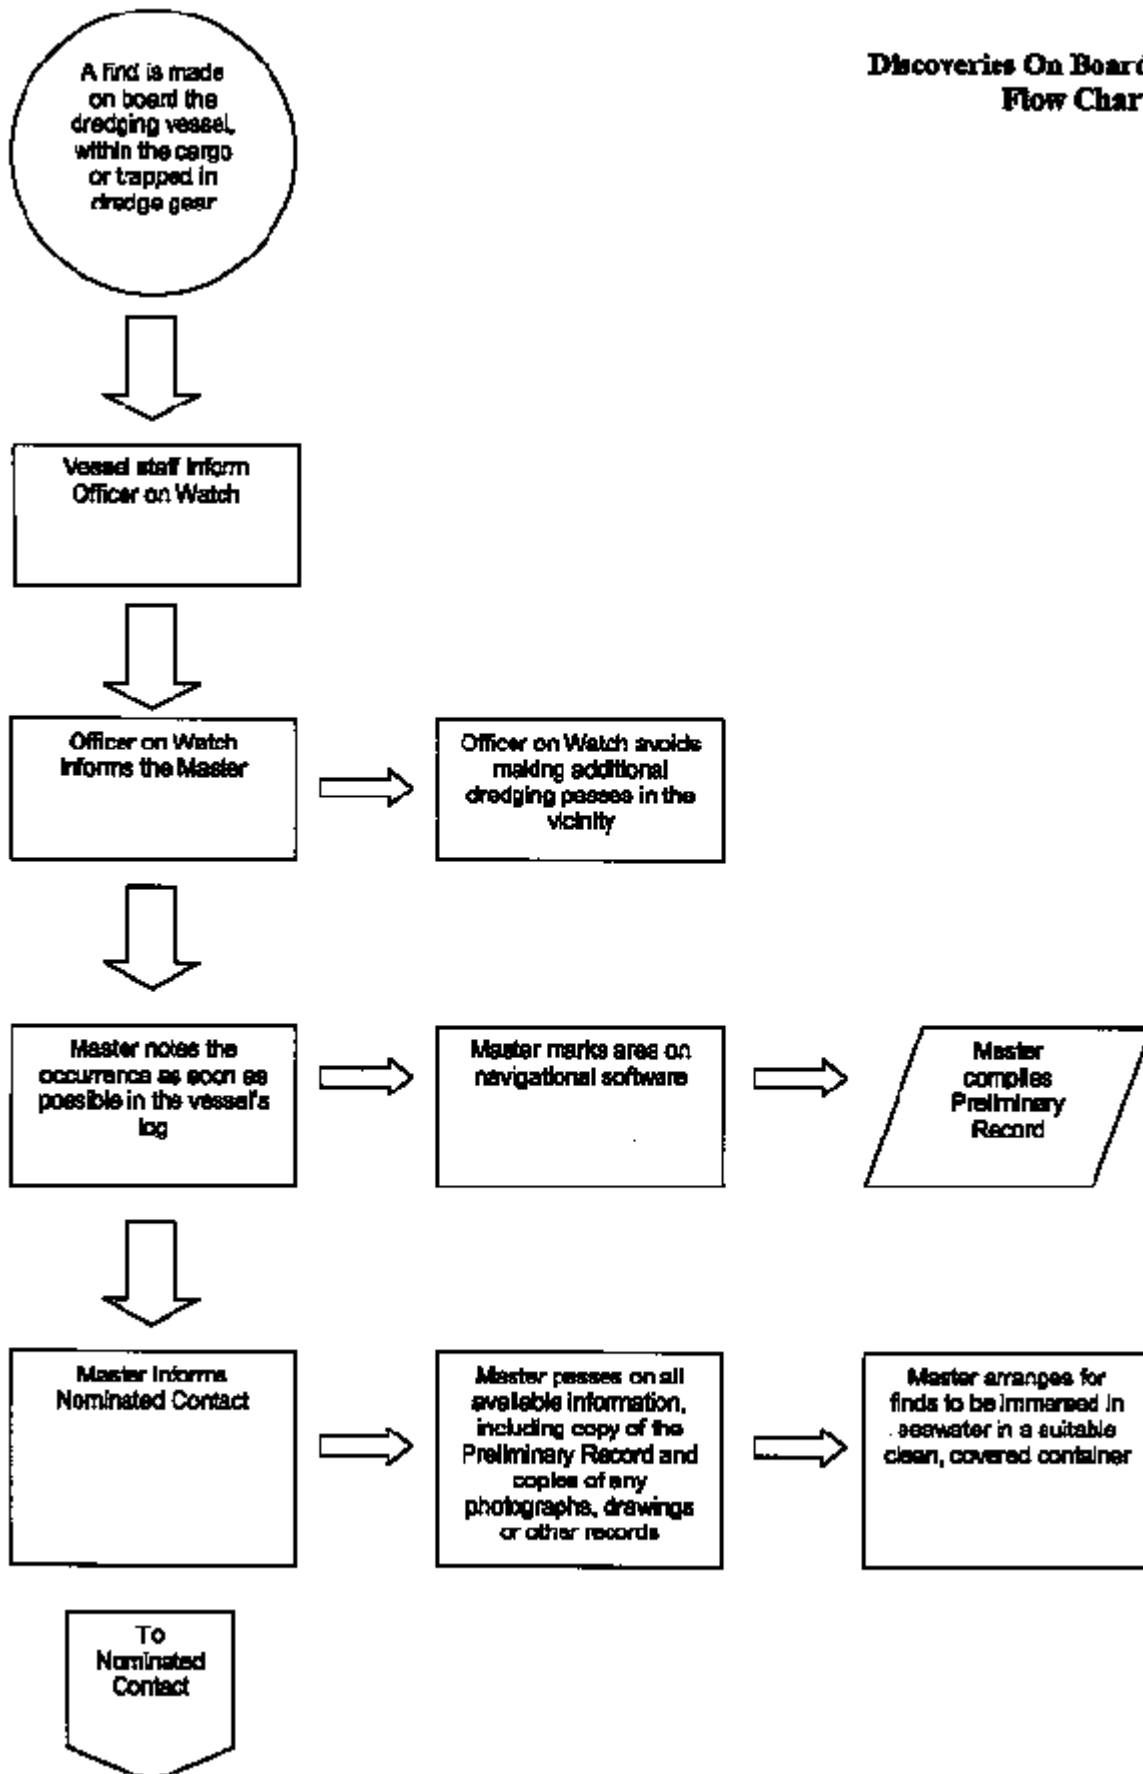 Discoveries On Board
Flow Char
A find is made
on board the
dredging vessel,
within the cargo
or trapped in
dredge gear
Vessel staff inform
Officer on Watch
Officer on Watch
informs the Master
Officer on Watch avoids
making additional
dredging passes in the
vicinity
Master notes the
occurrence as soon as
possible in the vessel's
log
Master marks area on
navigational software
Master
compiles
Preliminary
Record
Master informs
Nominated Contact
Master passes on all
available information,
including copy of the
Preliminary Record and
copies of any
photographs, drawings
or other records
Master arranges for
finds to be immersed in
seawater in a suitable
clean, covered container
To
Nominated
Contact